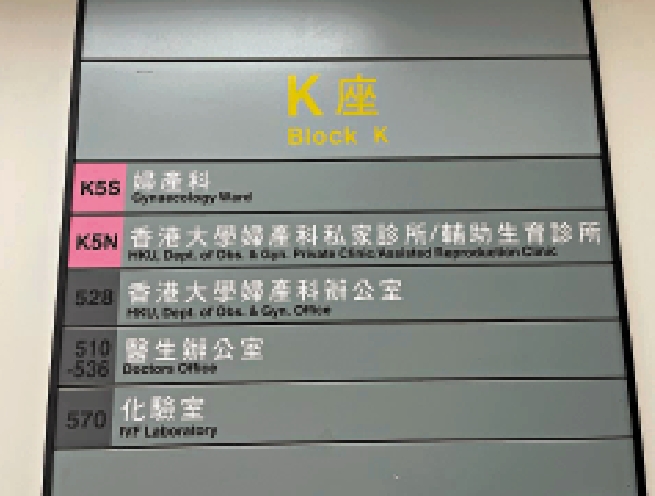 K座
Block K
K5S 婦產科
Gynaecology Ward
K5N 香港大學婦產科私家診所/輔助生育診所
HKU, Dept. of Obs. & Gyn. Private Clinic/Assisted Reproduction Clinic
528 香港大學婦產科辦公室
HKU, Dept. of Obs. & Gyn. Office
510
-536 醫生辦公室
Doctors Office
570 化驗室
IVF Laboratory